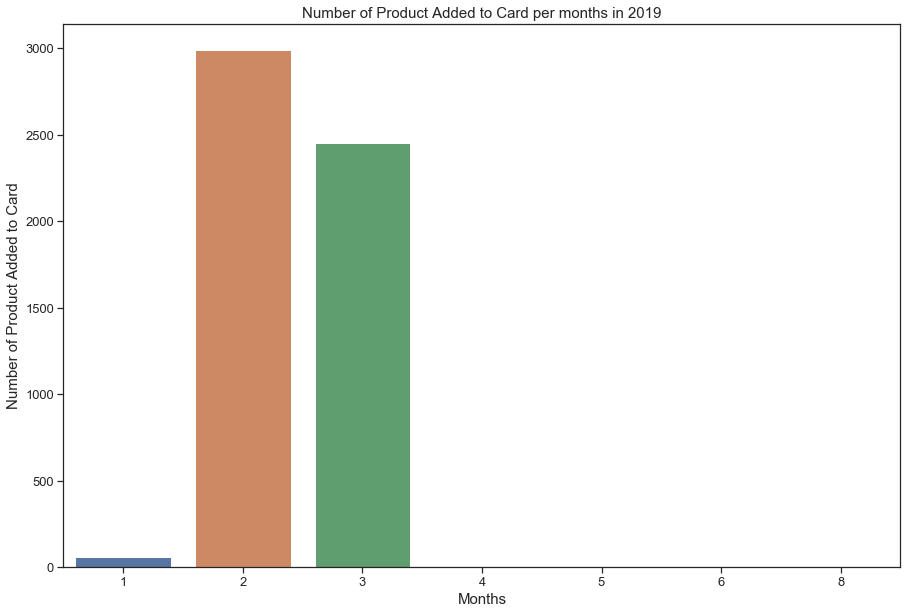 Number of Product Added to Card per months in 2019
Number of Product Added to Card
3000
2500
2000
1500
1000
500
0
1 2 3 4 5 6 8
Months